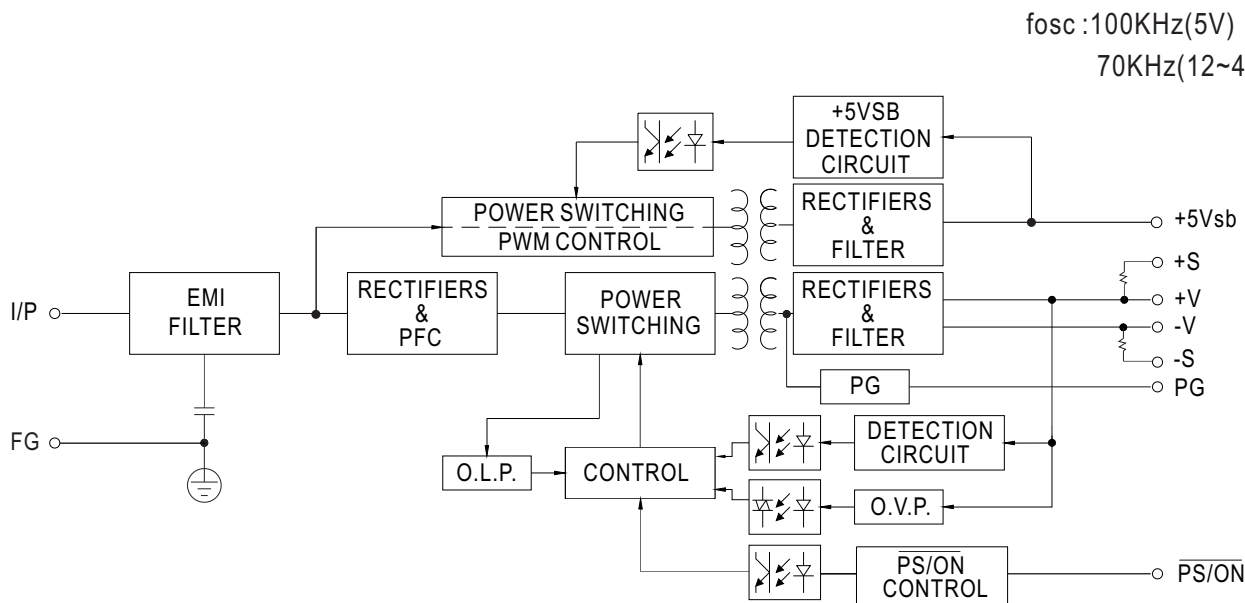 fosc :100KHz(5V)
70KHz(12~4
+5VSB
DETECTION
CIRCUIT
POWER SWITCHING
PWM CONTROL
RECTIFIERS
&
FILTER
+5Vsb
I/P
EMI
FILTER
RECTIFIERS
&
PFC
POWER
SWITCHING
RECTIFIERS
&
FILTER
+S
+V
-V
-S
PG
PG
FG
O.L.P.
CONTROL
DETECTION
CIRCUIT
O.V.P.
PS/ON
CONTROL
PS/ON